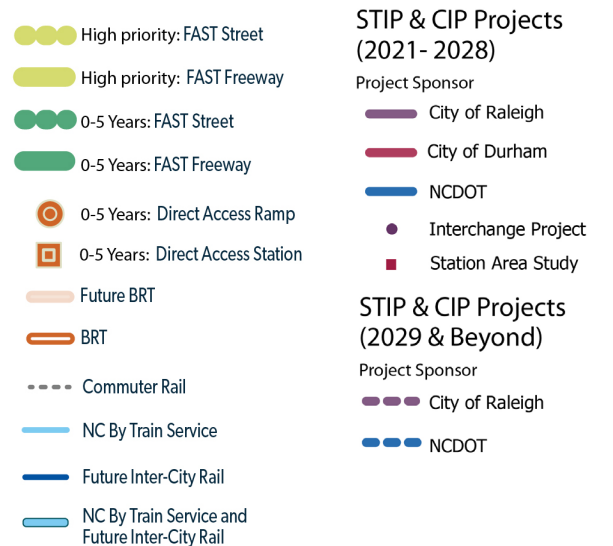 High priority: FAST Street
High priority: FAST Freeway
0-5 Years: FAST Street
0-5 Years: FAST Freeway
0-5 Years: Direct Access Ramp
0-5 Years: Direct Access Station
Future BRT
BRT
Commuter Rail
NC By Train Service
Future Inter-City Rail
NC By Train Service and
Future Inter-City Rail
STIP & CIP Projects
(2021- 2028)
Project Sponsor
City of Raleigh
City of Durham
NCDOT
Interchange Project
Station Area Study
STIP & CIP Projects
(2029 & Beyond)
Project Sponsor
City of Raleigh
NCDOT